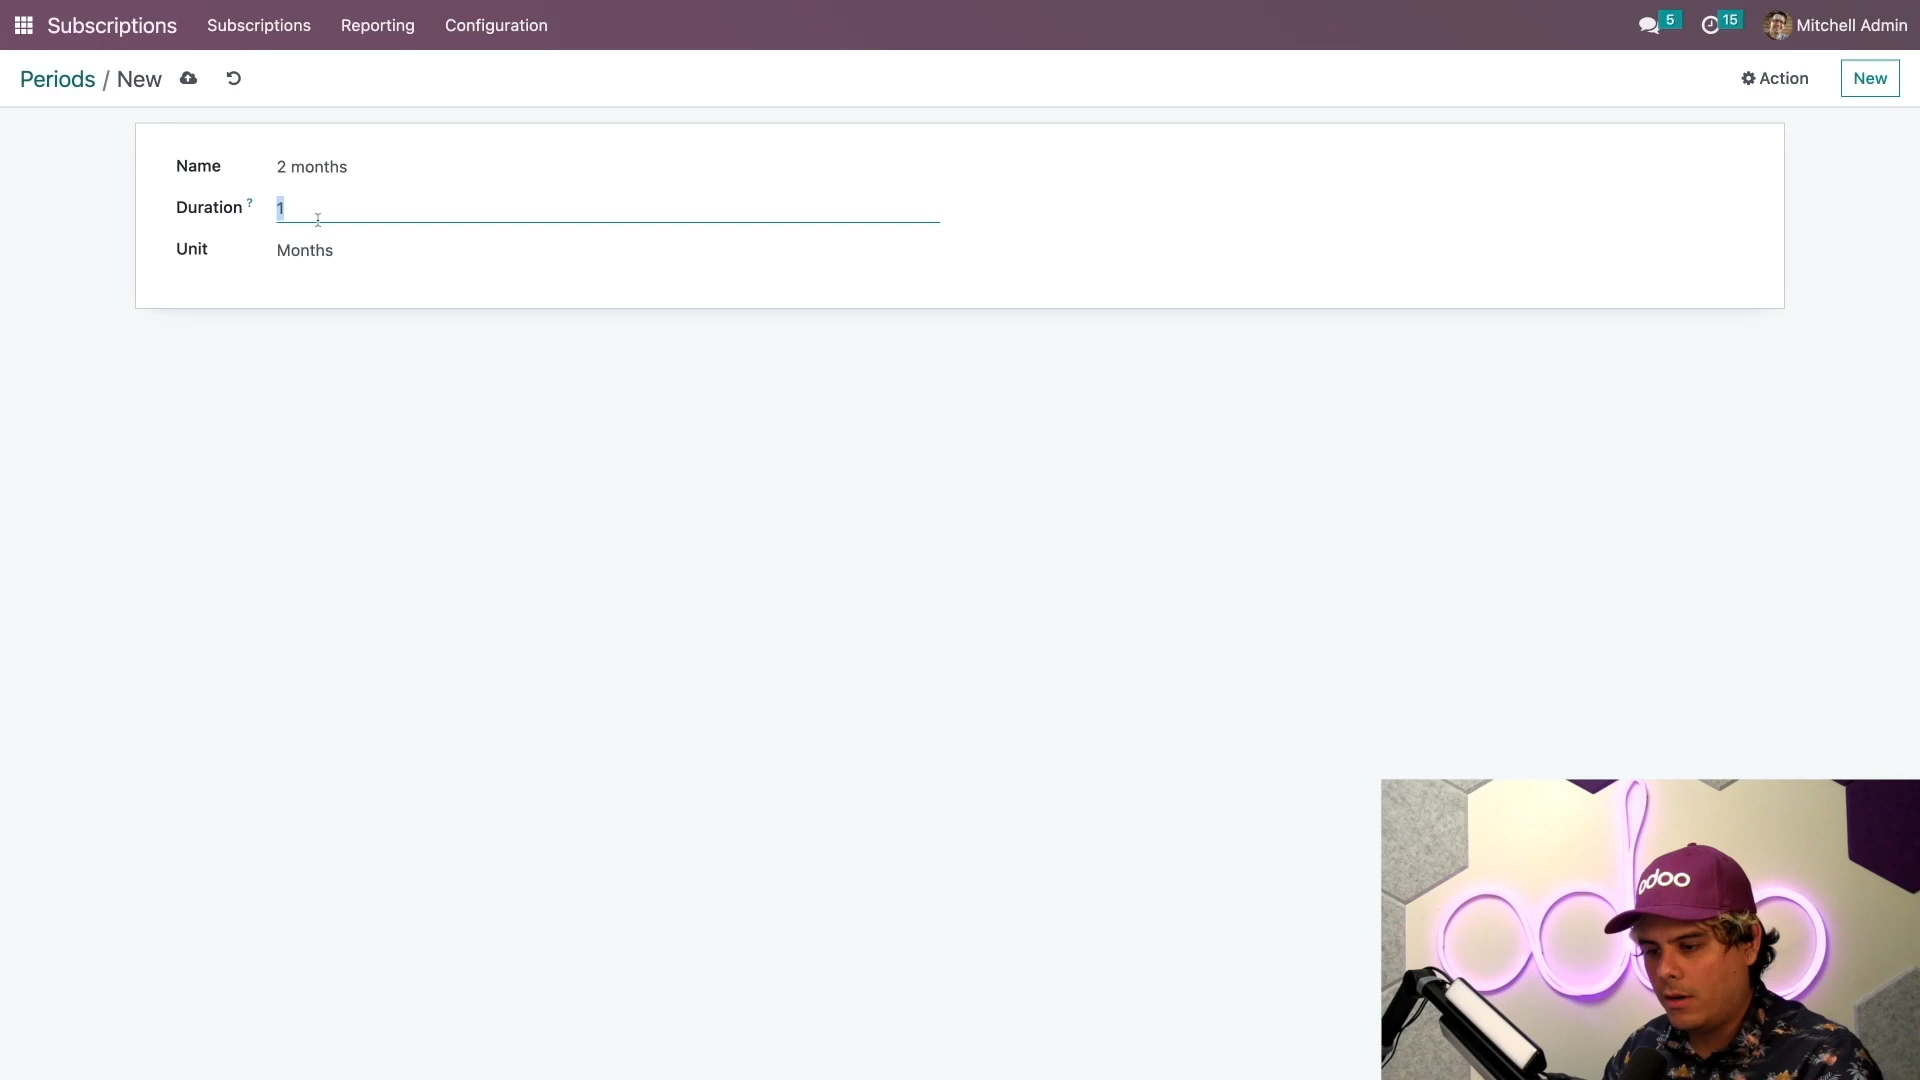 Subscriptions Subscriptions Reporting Configuration 5 15 Mitchell Admin
Periods / New Action New
Name 2 months
Duration ? 1
Unit Months
odoo
odoo